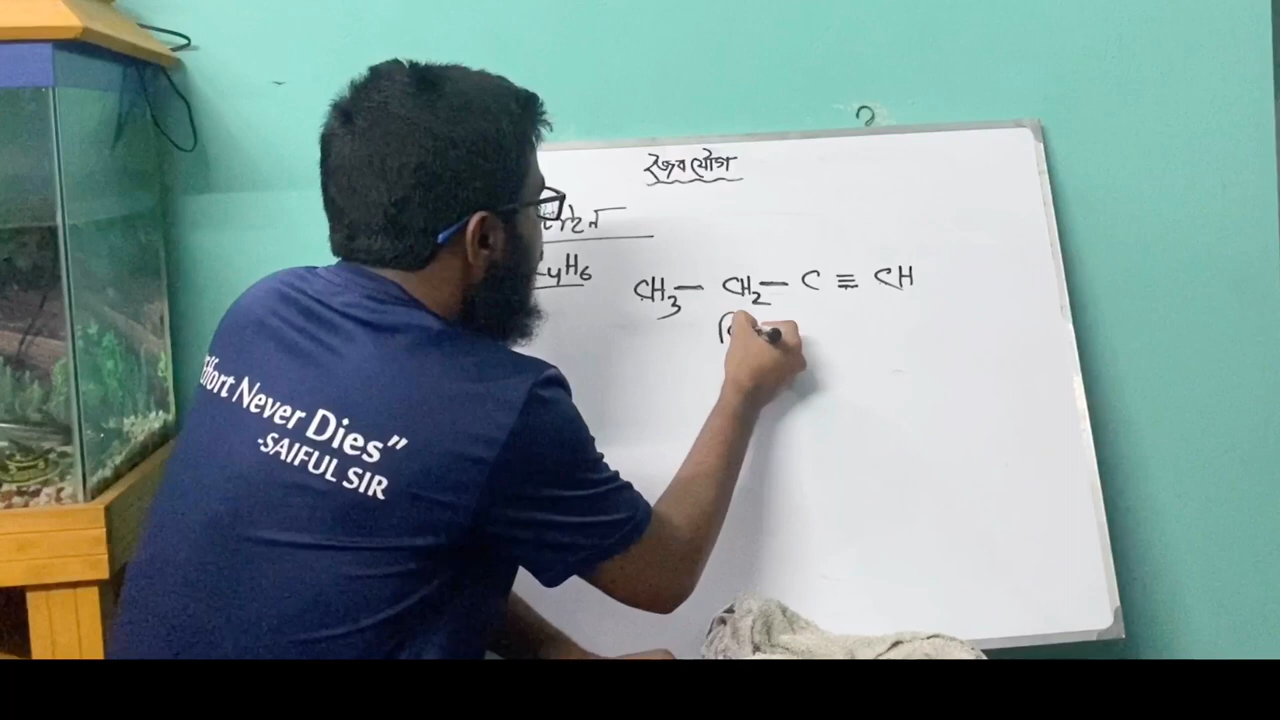 জৈব যৌগ
C4H6
CH3 — CH2 — C ≡ CH
Effort Never Dies”
-SAIFUL SIR